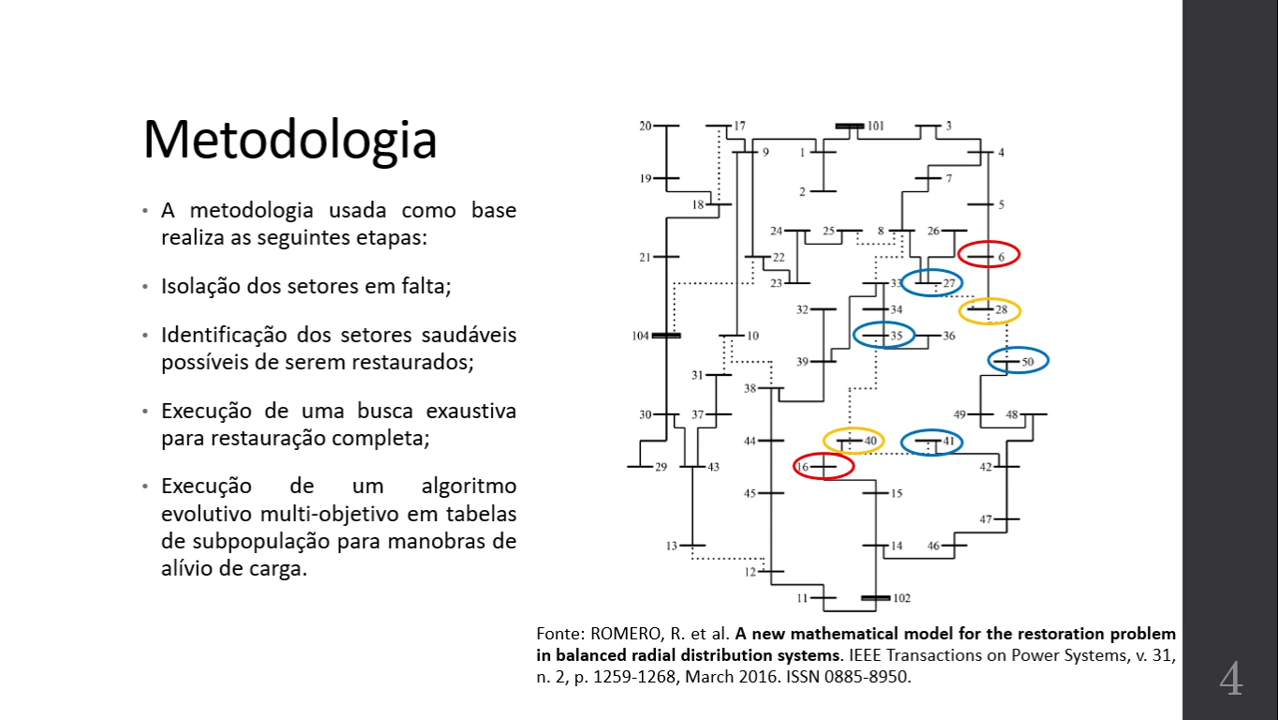 Metodologia
• A metodologia usada como base
realiza as seguintes etapas:
• Isolação dos setores em falta;
• Identificação dos setores saudáveis
possíveis de serem restaurados;
• Execução de uma busca exaustiva
para restauração completa;
• Execução de um algoritmo
evolutivo multi-objetivo em tabelas
de subpopulação para manobras de
alívio de carga.
20 17 101 3
9 1 4
19 2 7
18 5
24 25 8 26
21 22 6
23 33 27
32 34 28
104 10 35 36
31 39 50
38
30 37 49 48
44 40 41
29 43 16 42
45 15
47
13 14 46
12
11 102
Fonte: ROMERO, R. et al. A new mathematical model for the restoration problem
in balanced radial distribution systems. IEEE Transactions on Power Systems, v. 31,
n. 2, p. 1259-1268, March 2016. ISSN 0885-8950.
4